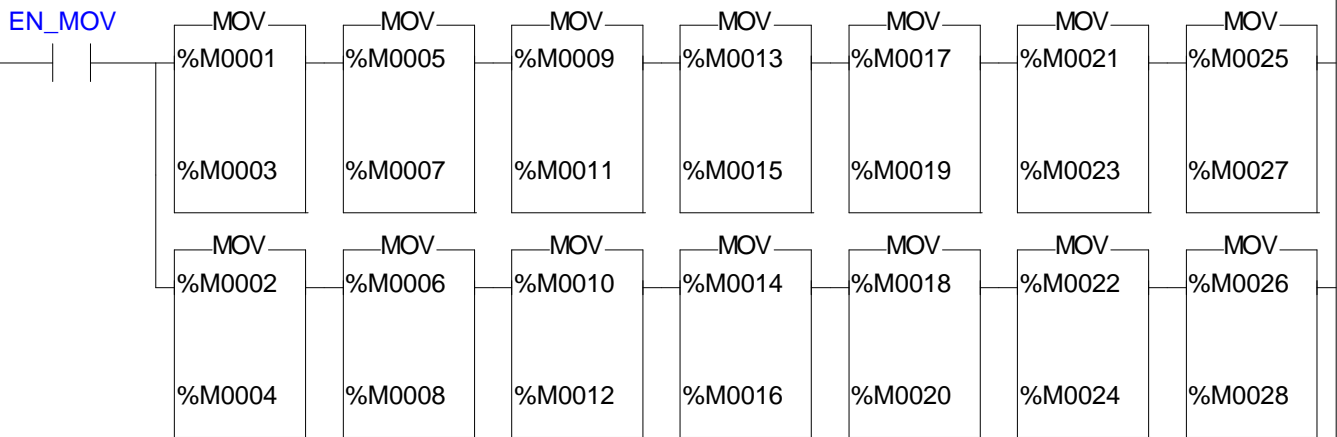 EN_MOV
MOV MOV MOV MOV MOV MOV MOV
%M0001 %M0005 %M0009 %M0013 %M0017 %M0021 %M0025
%M0003 %M0007 %M0011 %M0015 %M0019 %M0023 %M0027
MOV MOV MOV MOV MOV MOV MOV
%M0002 %M0006 %M0010 %M0014 %M0018 %M0022 %M0026
%M0004 %M0008 %M0012 %M0016 %M0020 %M0024 %M0028